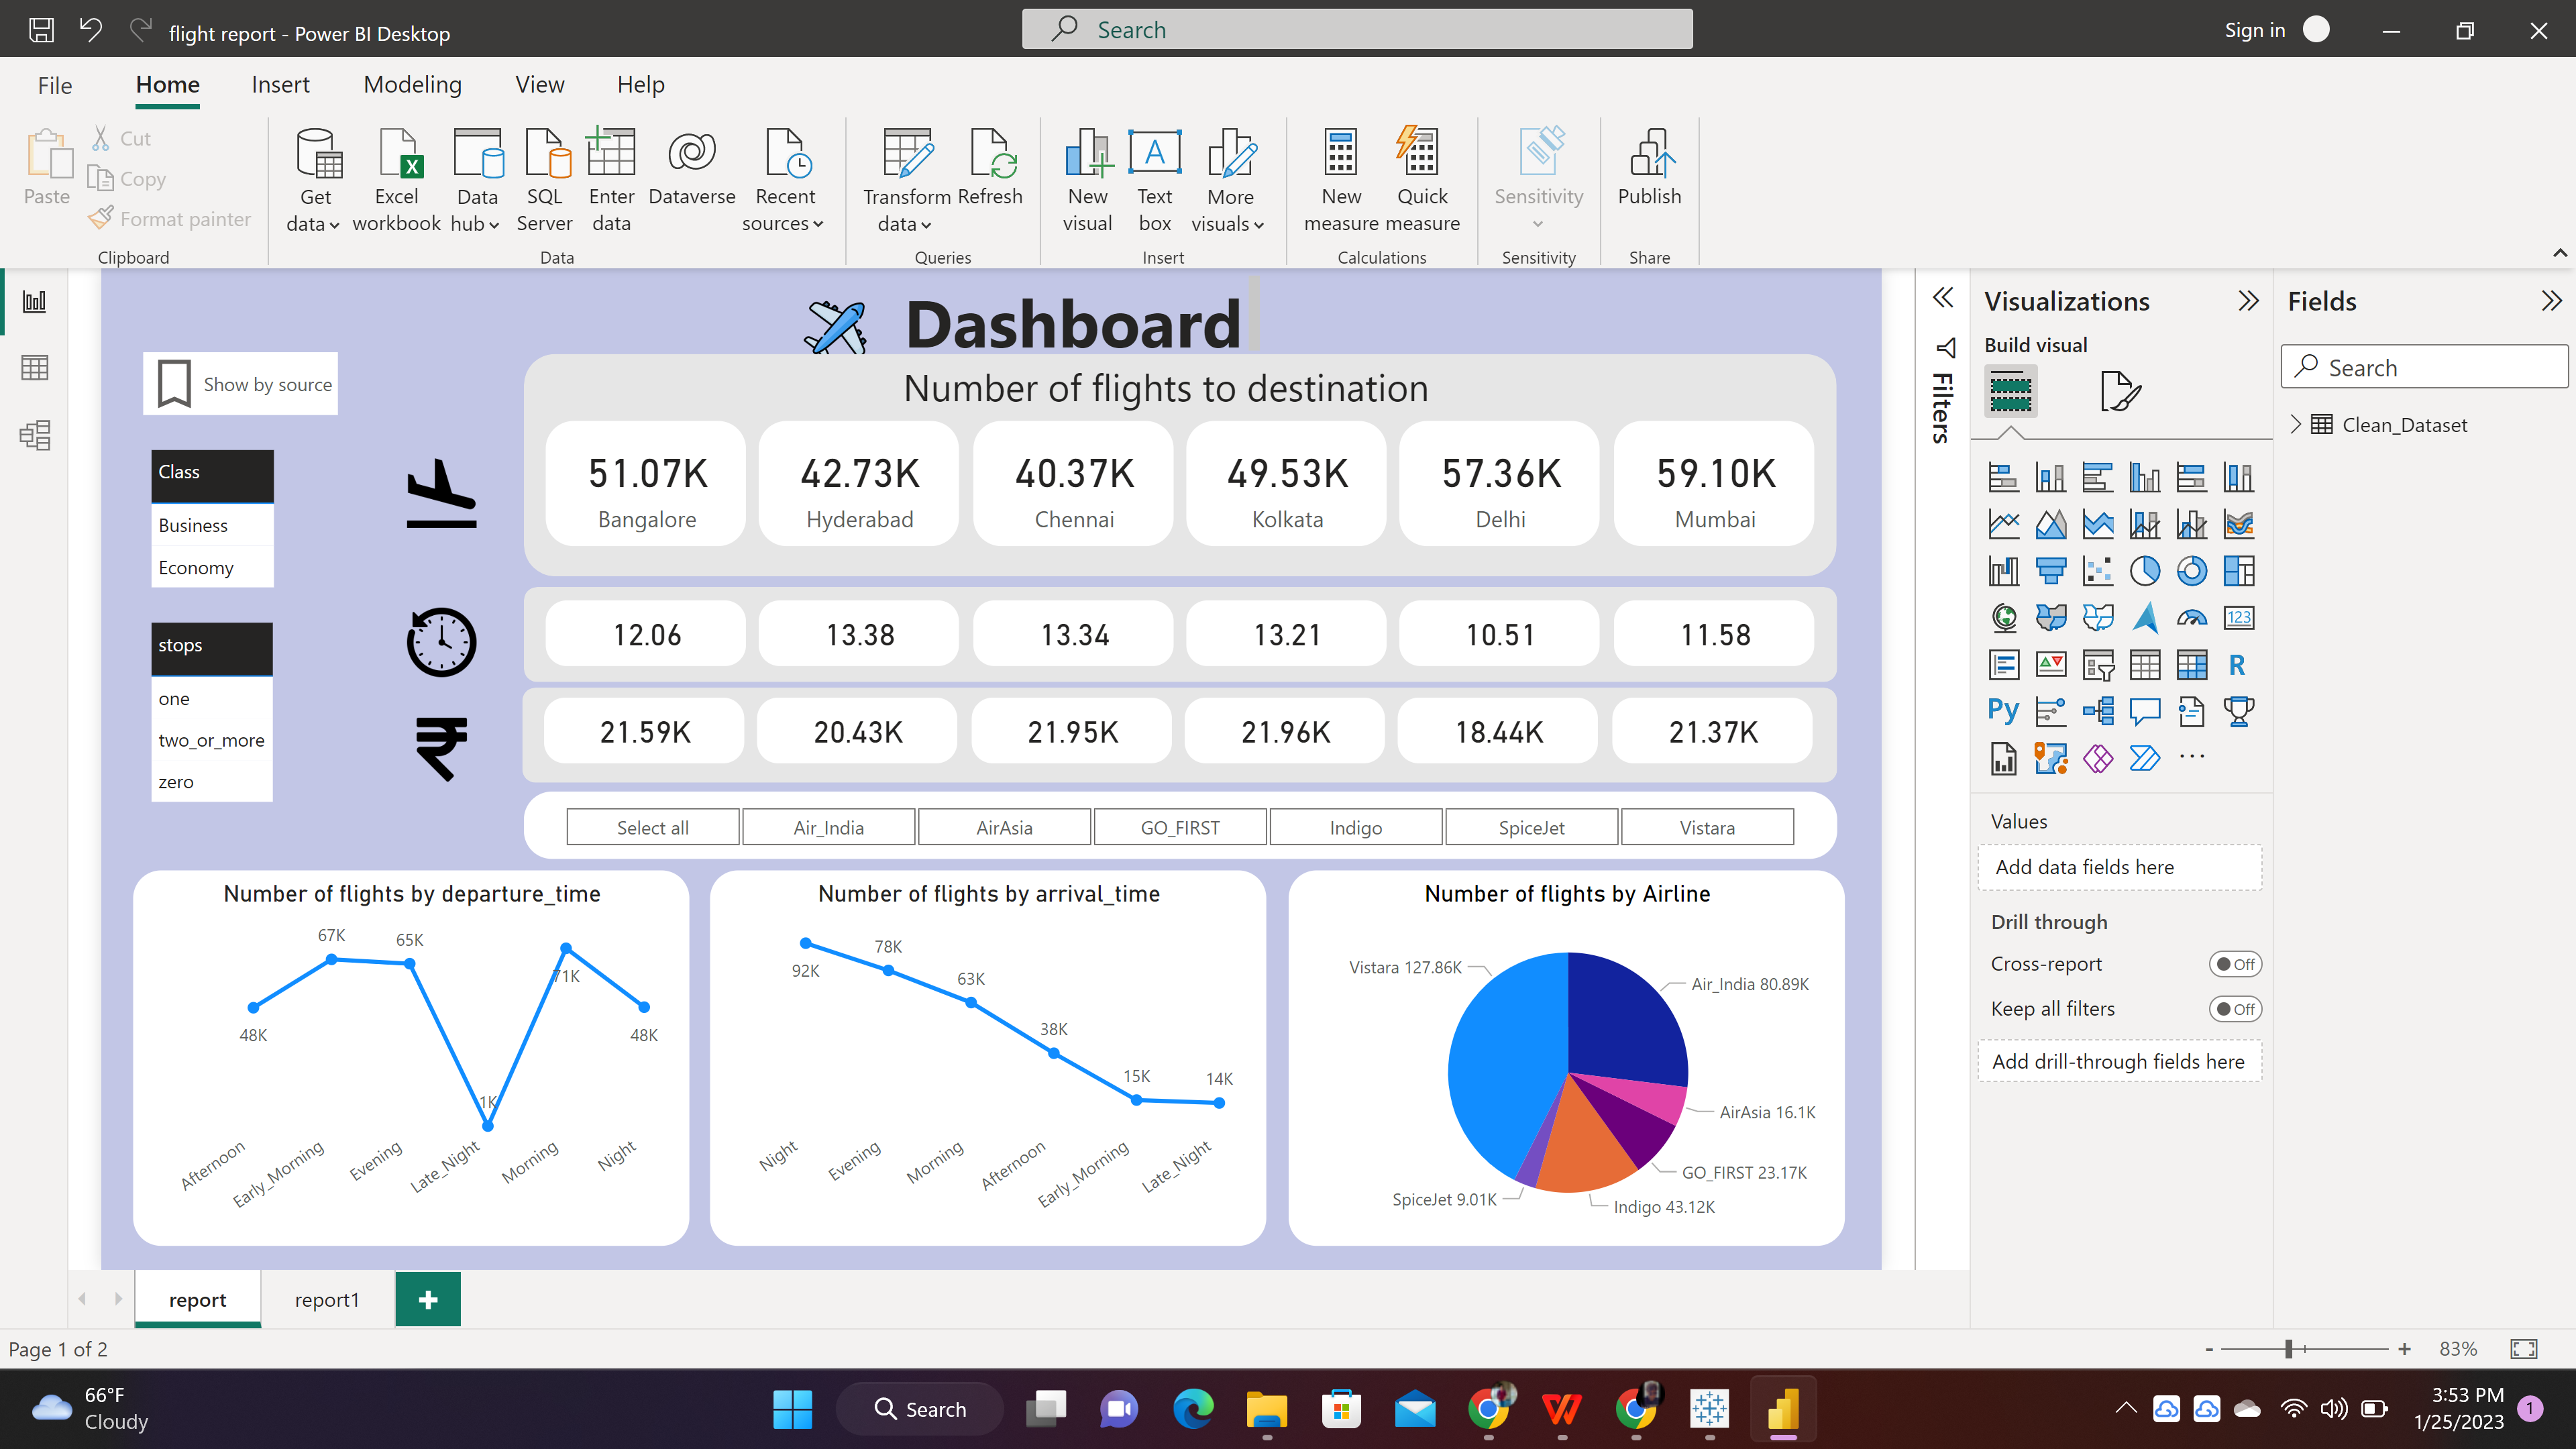 flight report - Power BI Desktop
Search
Sign in
File Home Insert Modeling View Help
Paste
Cut
Copy
Format painter
Clipboard
Get data
Excel workbook
Data hub
SQL Server
Enter data
Dataverse
Recent sources
Data
Transform data
Refresh
Queries
New visual
Text box
A
More visuals
Insert
New measure
Quick measure
Calculations
Sensitivity
Sensitivity
Publish
Share
Dashboard
Show by source
Number of flights to destination
51.07K 42.73K 40.37K 49.53K 57.36K 59.10K
Bangalore Hyderabad Chennai Kolkata Delhi Mumbai
Class
Business
Economy
12.06 13.38 13.34 13.21 10.51 11.58
stops
one
two_or_more
zero
₹
21.59K 20.43K 21.95K 21.96K 18.44K 21.37K
Select all Air_India AirAsia GO_FIRST Indigo SpiceJet Vistara
Number of flights by departure_time
67K
65K
71K
48K
48K
1K
Afternoon Early_Morning Evening Late_Night Morning Night
Number of flights by arrival_time
92K
78K
63K
38K
15K
14K
Night Evening Morning Afternoon Early_Morning Late_Night
Number of flights by Airline
Vistara 127.86K
Air_India 80.89K
AirAsia 16.1K
GO_FIRST 23.17K
SpiceJet 9.01K
Indigo 43.12K
Filters
Visualizations
Build visual
123
R
Py
Values
Add data fields here
Drill through
Cross-report Off
Keep all filters Off
Add drill-through fields here
Fields
Search
Clean_Dataset
report report1 +
Page 1 of 2
- + 83%
66°F
Cloudy
Search
3:53 PM
1/25/2023
1